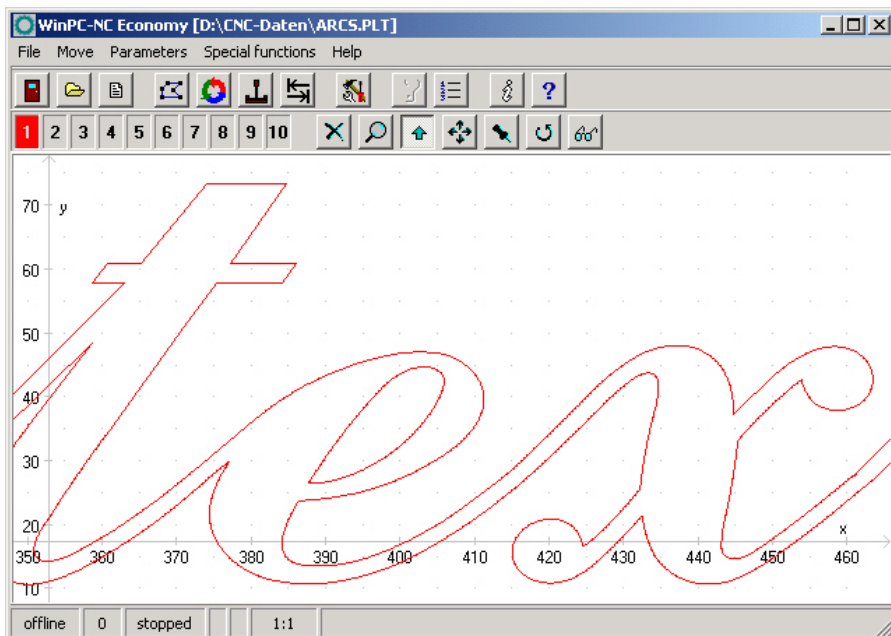 WinPC-NC Economy [D:\CNC-Daten\ARCS.PLT]
File Move Parameters Special functions Help
?
1 2 3 4 5 6 7 8 9 10
y
70
60
50
40
30
20
10
x
350 360 370 380 390 400 410 420 430 440 450 460
tex
offline 0 stopped 1:1